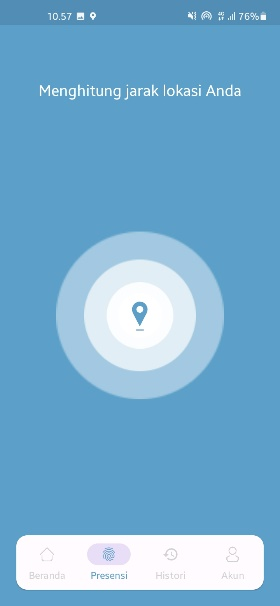 10.57
76%
Menghitung jarak lokasi Anda
Beranda
Presensi
Histori
Akun